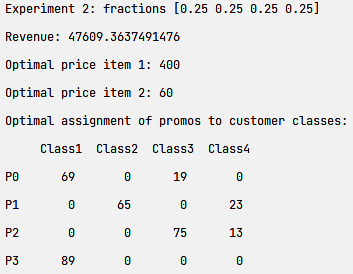 Experiment 2: fractions [0.25 0.25 0.25 0.25]
Revenue: 47609.3637491476
Optimal price item 1: 400
Optimal price item 2: 60
Optimal assignment of promos to customer classes:
Class1 Class2 Class3 Class4
P0 69 0 19 0
P1 0 65 0 23
P2 0 0 75 13
P3 89 0 0 0